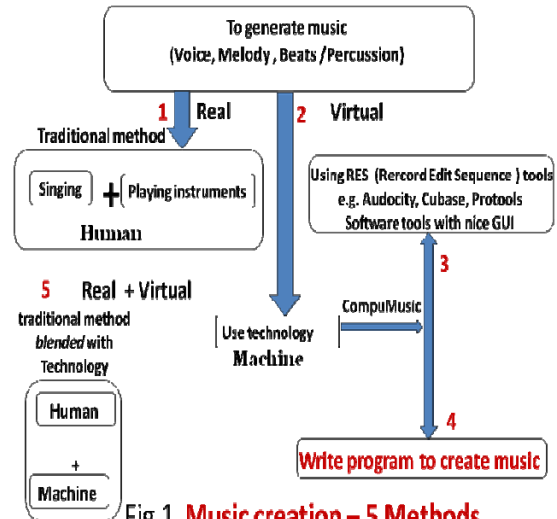 To generate music
(Voice, Melody , Beats /Percussion)
1 Real
2 Virtual
Traditional method
Singing + Playing instruments
Human
Using RES (Rercord Edit Sequence ) tools
e.g. Audocity, Cubase, Protools
Software tools with nice GUI
3
5 Real + Virtual
traditional method
blended with
Technology
Use technology
Machine
CompuMusic
Human
+
Machine
4
Write program to create music
Fig 1 Music creation – 5 Methods